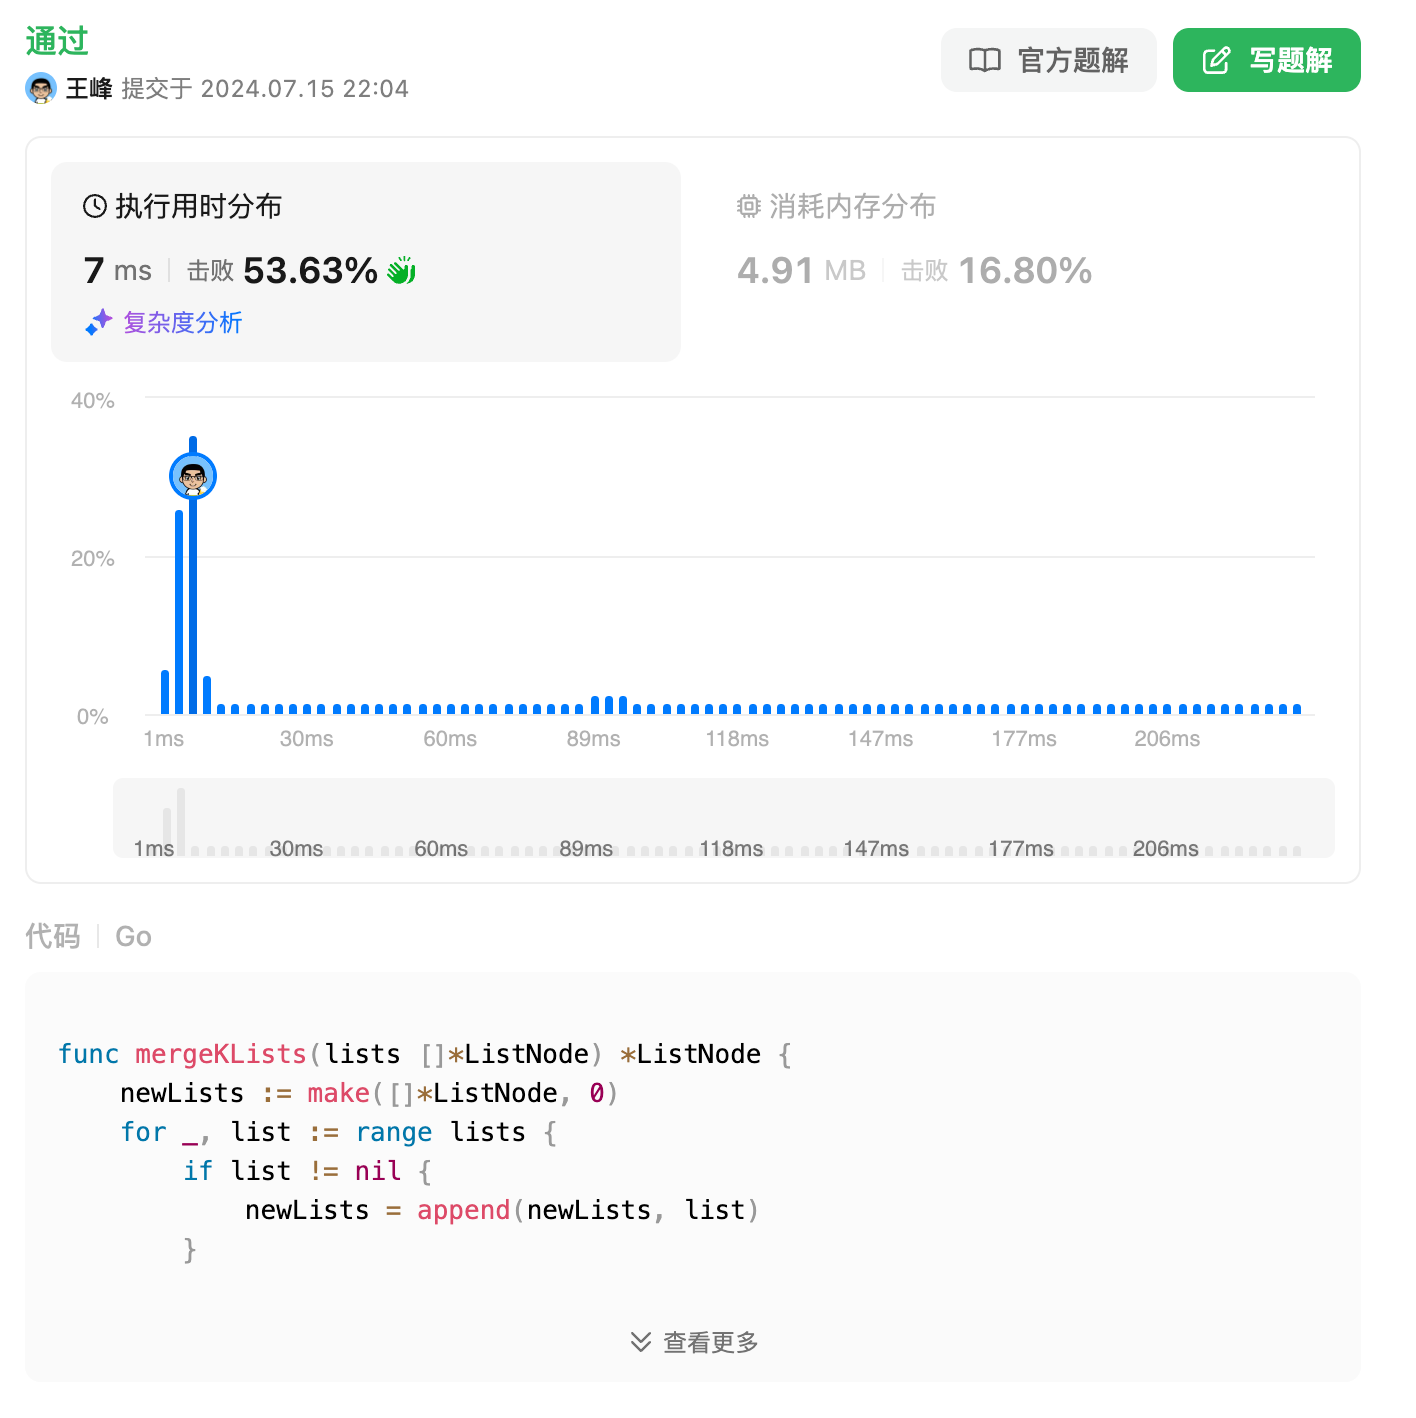 通过
王峰 提交于 2024.07.15 22:04
官方题解
写题解
执行用时分布
7 ms 击败 53.63%
复杂度分析
消耗内存分布
4.91 MB 击败 16.80%
40%
20%
0%
1ms 30ms 60ms 89ms 118ms 147ms 177ms 206ms
1ms 30ms 60ms 89ms 118ms 147ms 177ms 206ms
代码 Go
func mergeKLists(lists []*ListNode) *ListNode {
    newLists := make([]*ListNode, 0)
    for _, list := range lists {
        if list != nil {
            newLists = append(newLists, list)
        }
查看更多